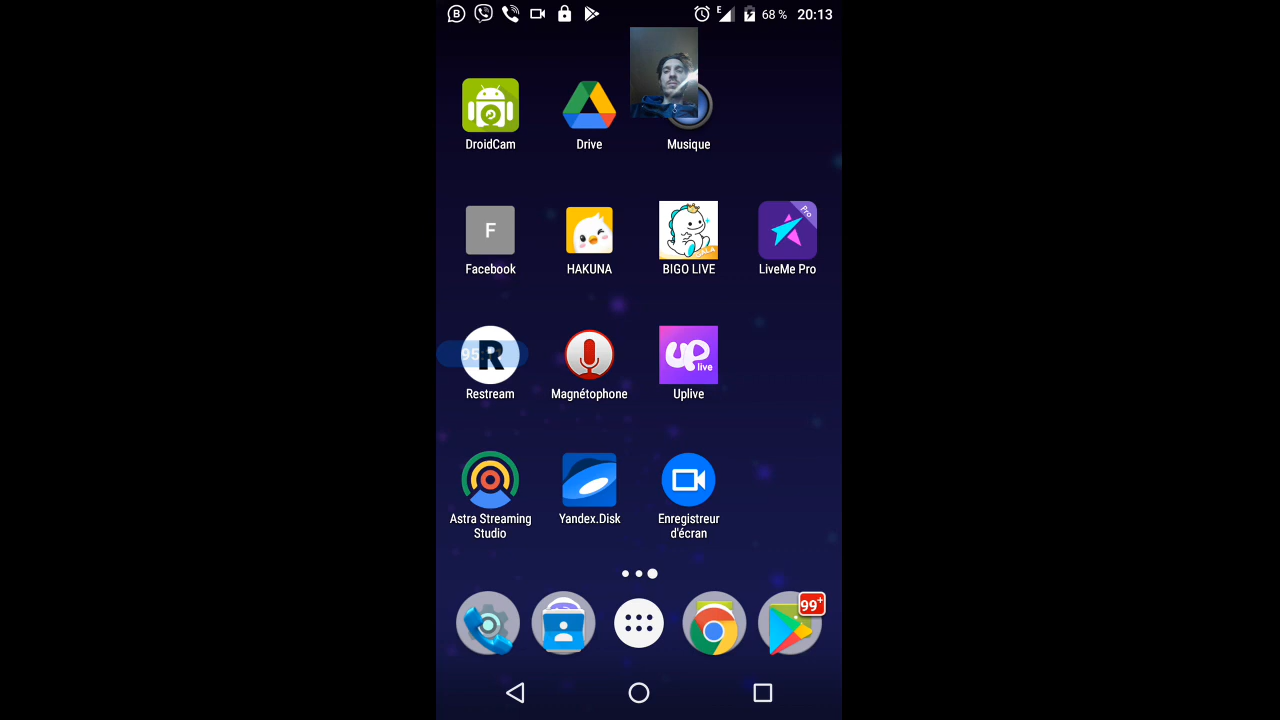 68 %
20:13
DroidCam
Drive
Musique
F
Pro
Facebook
HAKUNA
BIGO LIVE
LiveMe Pro
R
UP
live
Restream
Magnétophone
Uplive
Astra Streaming
Studio
Yandex.Disk
Enregistreur
d'écran
99+